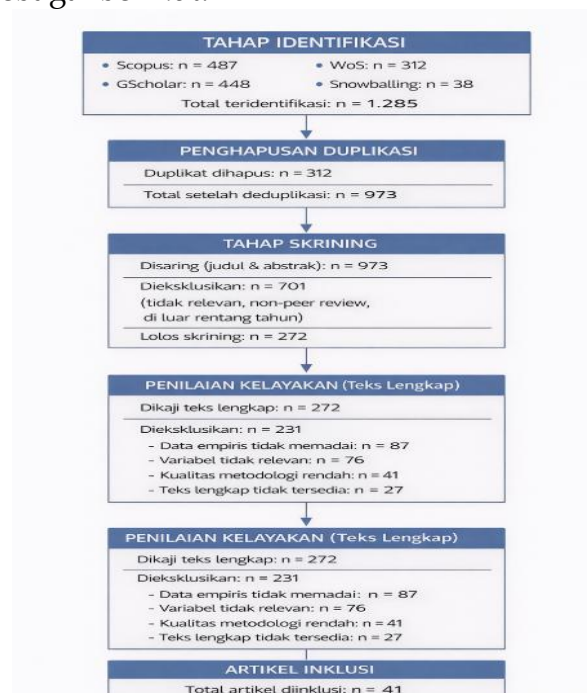 TAHAP IDENTIFIKASI
• Scopus: n = 487 • WoS: n = 312
• GScholar: n = 448 • Snowballing: n = 38
Total teridentifikasi: n = 1.285
PENGHAPUSAN DUPLIKASI
Duplikat dihapus: n = 312
Total setelah deduplikasi: n = 973
TAHAP SKRINING
Disaring (judul & abstrak): n = 973
Dieksklusikan: n = 701
(tidak relevan, non-peer review,
di luar rentang tahun)
Lolos skrining: n = 272
PENILAIAN KELAYAKAN (Teks Lengkap)
Dikaji teks lengkap: n = 272
Dieksklusikan: n = 231
- Data empiris tidak memadai: n = 87
- Variabel tidak relevan: n = 76
- Kualitas metodologi rendah: n = 41
- Teks lengkap tidak tersedia: n = 27
PENILAIAN KELAYAKAN (Teks Lengkap)
Dikaji teks lengkap: n = 272
Dieksklusikan: n = 231
- Data empiris tidak memadai: n = 87
- Variabel tidak relevan: n = 76
- Kualitas metodologi rendah: n = 41
- Teks lengkap tidak tersedia: n = 27
ARTIKEL INKLUSI
Total artikel diinklusi: n = 41